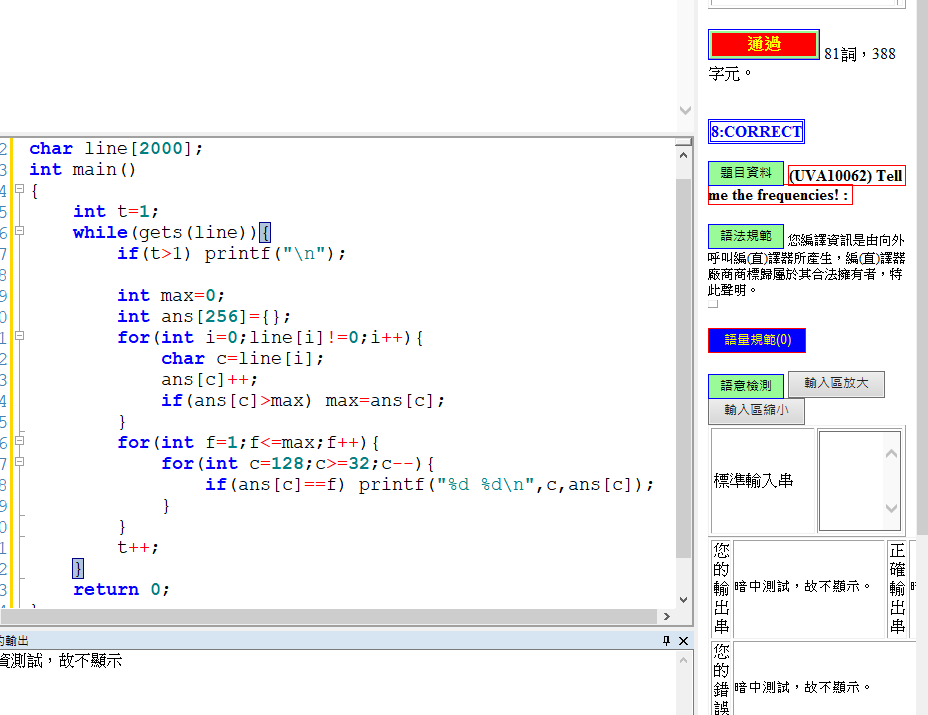 2 char line[2000];
3 int main()
4 {
5 int t=1;
6 while(gets(line)){
7 if(t>1) printf("\n");
8
9 int max=0;
0 int ans[256]={};
1 for(int i=0;line[i]!=0;i++){
2 char c=line[i];
3 ans[c]++;
4 if(ans[c]>max) max=ans[c];
5 }
6 for(int f=1;f<=max;f++){
7 for(int c=128;c>=32;c--){
8 if(ans[c]==f) printf("%d %d\n",c,ans[c]);
9 }
0 }
1 t++;
2 }
3 return 0;
的輸出
資測試，故不顯示
通過 81詞，388
字元。
8:CORRECT
題目資料 (UVA10062) Tell
me the frequencies! :
語法規範 您編譯資訊是由向外
呼叫編(直)譯器所產生，編(直)譯器
廠商商標歸屬於其合法擁有者，特
此聲明。
語量規範(0)
語意檢測 輸入區放大
輸入區縮小
標準輸入串
您的輸出串 暗中測試，故不顯示。 正確輸出串
您的錯誤 暗中測試，故不顯示。